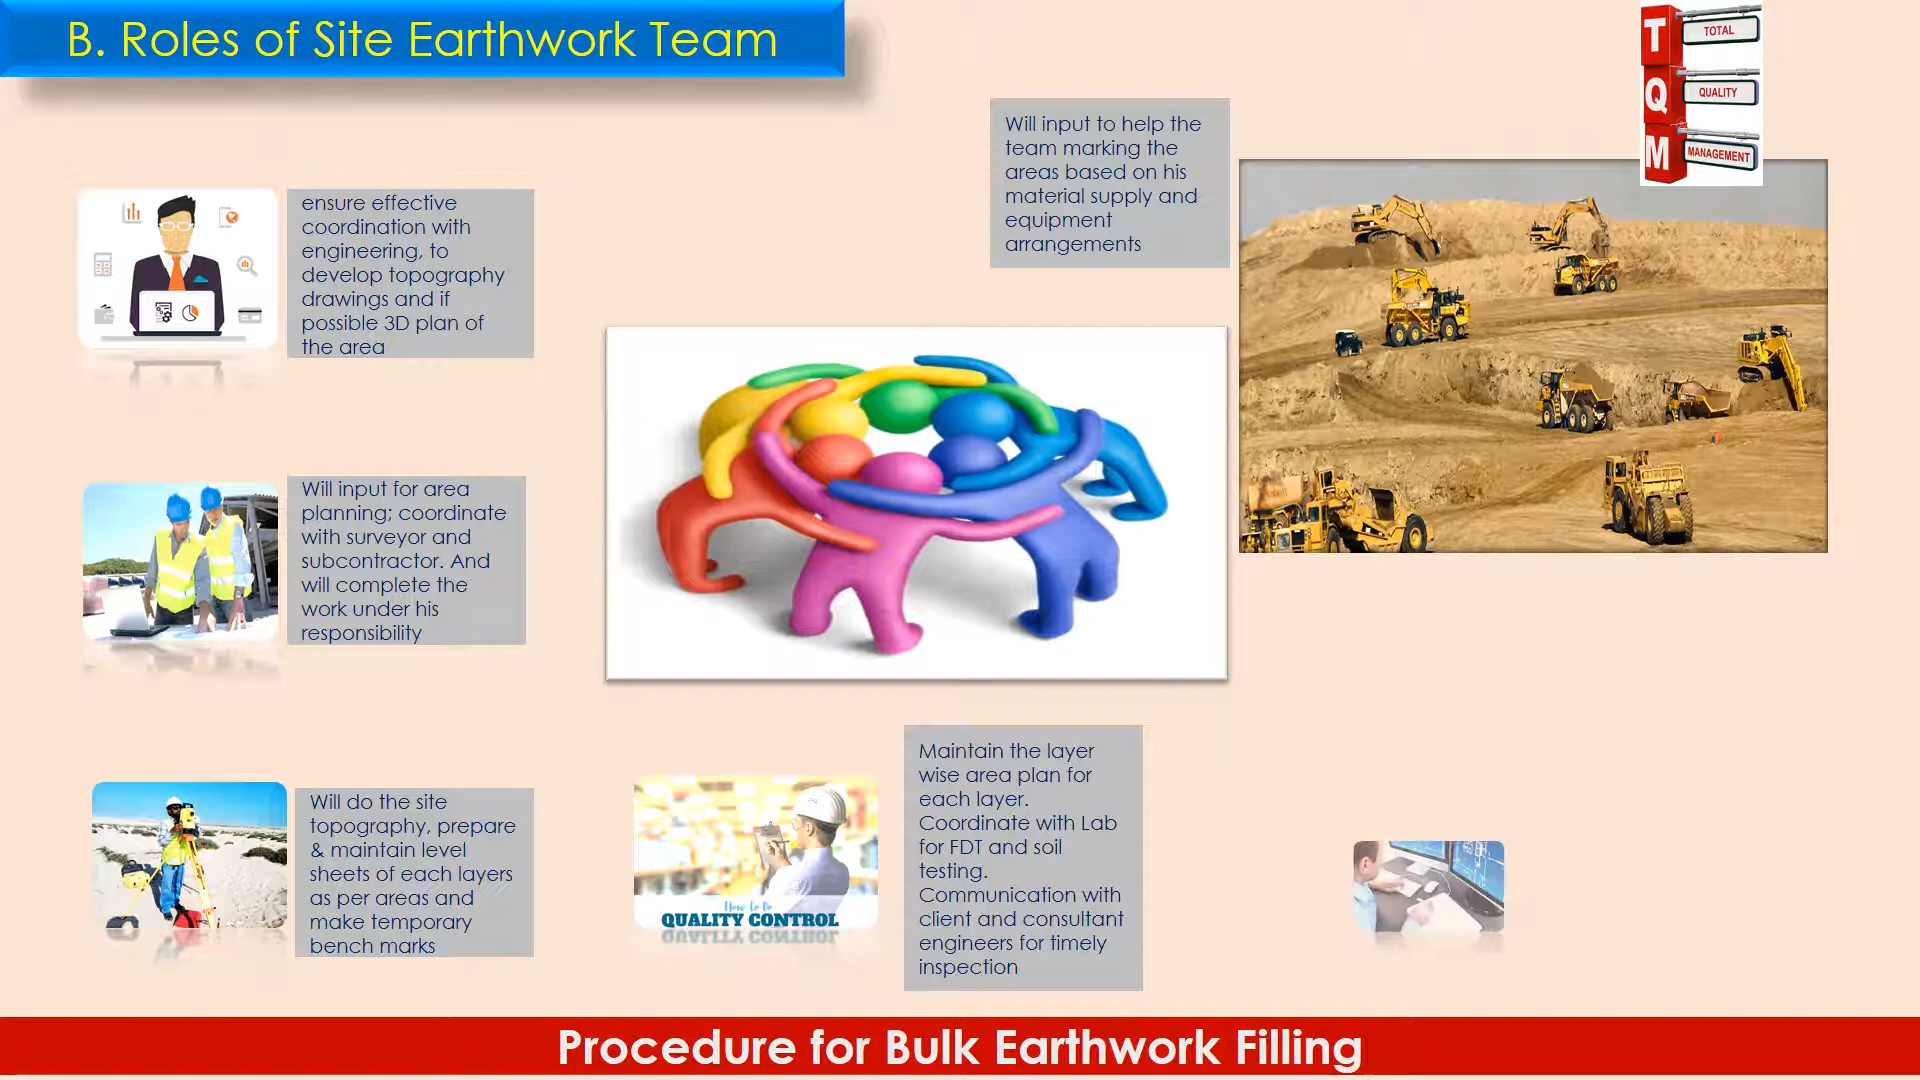 B. Roles of Site Earthwork Team
T
TOTAL
Q
QUALITY
M
MANAGEMENT
Will input to help the
team marking the
areas based on his
material supply and
equipment
arrangements
ensure effective
coordination with
engineering, to
develop topography
drawings and if
possible 3D plan of
the area
Will input for area
planning; coordinate
with surveyor and
subcontractor. And
will complete the
work under his
responsibility
Will do the site
topography, prepare
& maintain level
sheets of each layers
as per areas and
make temporary
bench marks
How to Do
QUALITY CONTROL
Maintain the layer
wise area plan for
each layer.
Coordinate with Lab
for FDT and soil
testing.
Communication with
client and consultant
engineers for timely
inspection
Procedure for Bulk Earthwork Filling